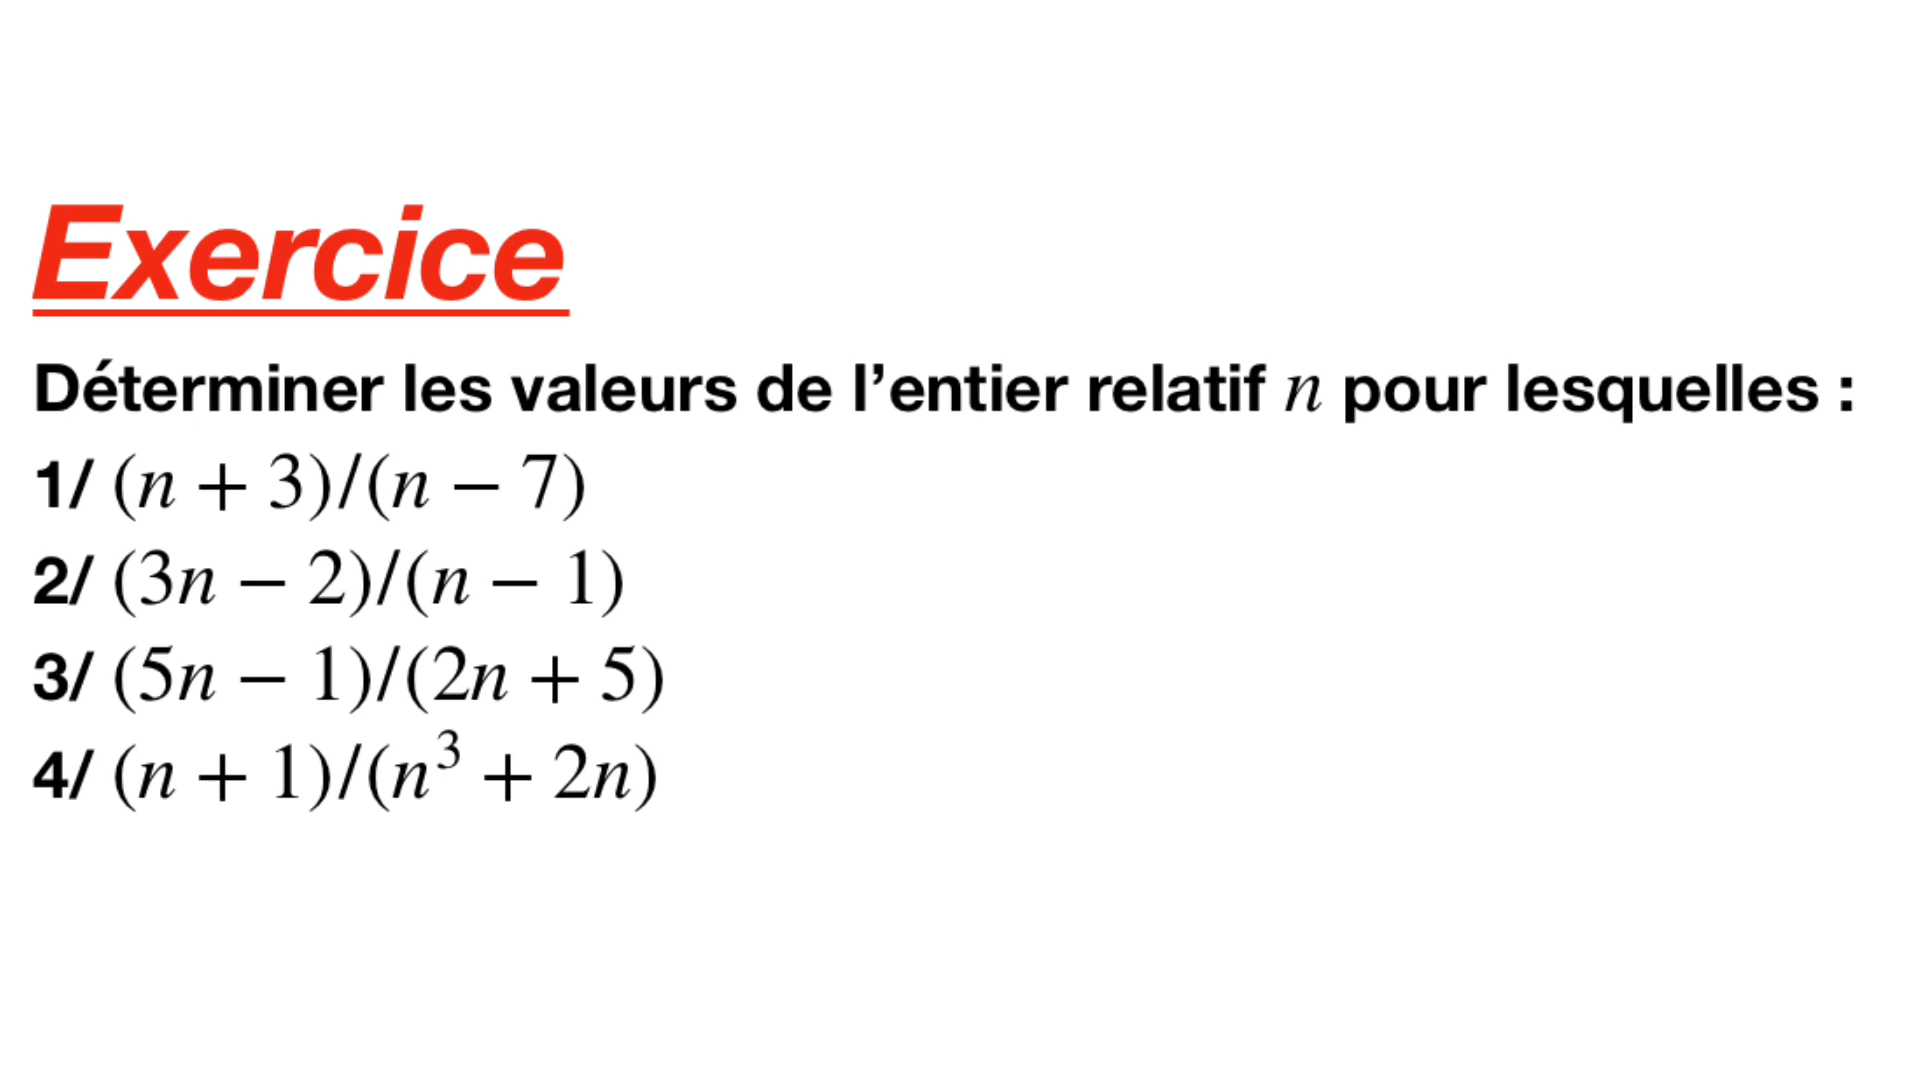 Exercice
Déterminer les valeurs de l’entier relatif n pour lesquelles :
1/ (n + 3)/(n − 7)
2/ (3n − 2)/(n − 1)
3/ (5n − 1)/(2n + 5)
4/ (n + 1)/(n³ + 2n)